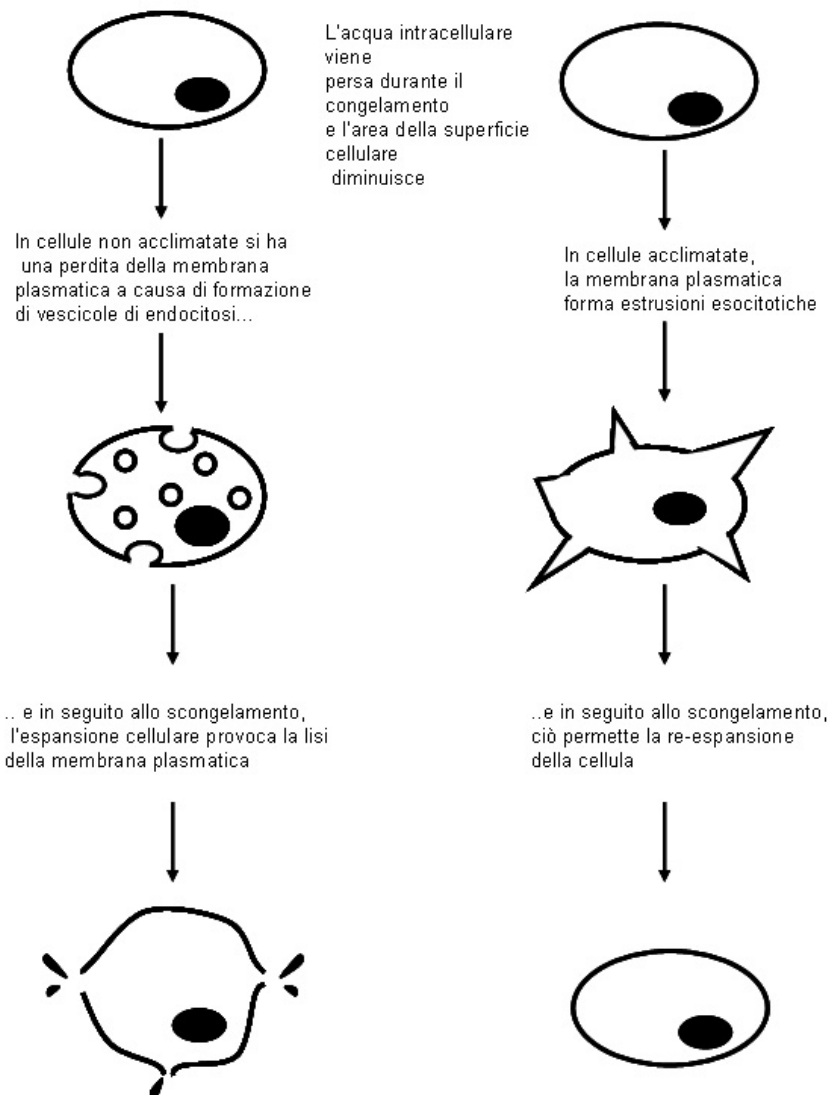 L'acqua intracellulare
viene
persa durante il
congelamento
e l'area della superficie
cellulare
diminuisce
In cellule non acclimatate si ha
una perdita della membrana
plasmatica a causa di formazione
di vescicole di endocitosi...
In cellule acclimatate,
la membrana plasmatica
forma estrusioni esocitotiche
.. e in seguito allo scongelamento,
l'espansione cellulare provoca la lisi
della membrana plasmatica
..e in seguito allo scongelamento,
ciò permette la re-espansione
della cellula